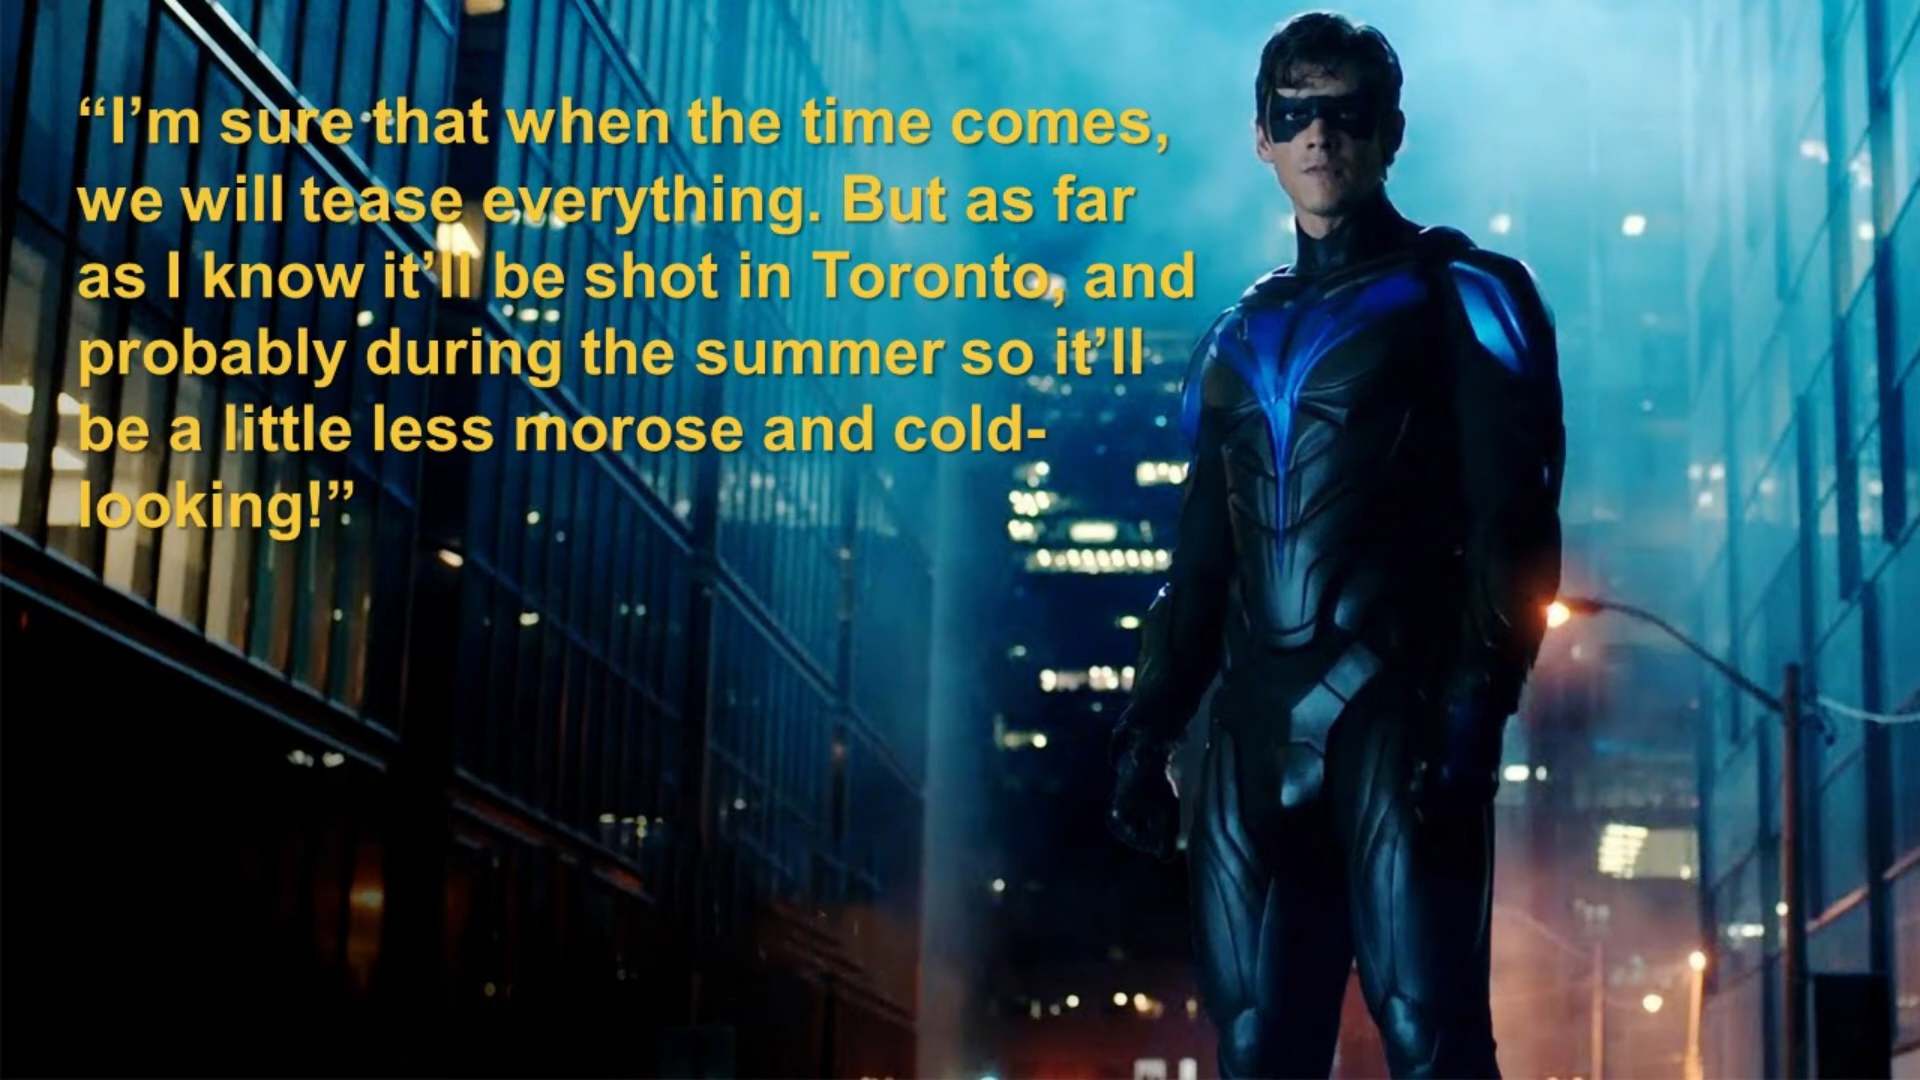 “I’m sure that when the time comes,
we will tease everything. But as far
as I know it’ll be shot in Toronto, and
probably during the summer so it’ll
be a little less morose and cold-
looking!”